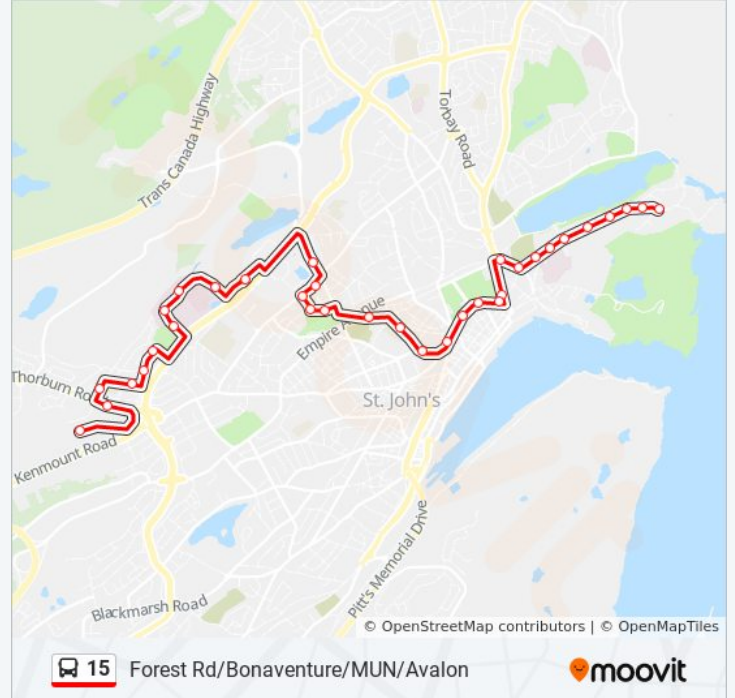 Trans Canada Highway
Torbay Road
Empire Avenue
Thorburn Ro
St. John's
Kenmount Road
Pitt's Memorial Drive
Blackmarsh Road
© OpenStreetMap contributors | © OpenMapTiles
15 Forest Rd/Bonaventure/MUN/Avalon
moovit